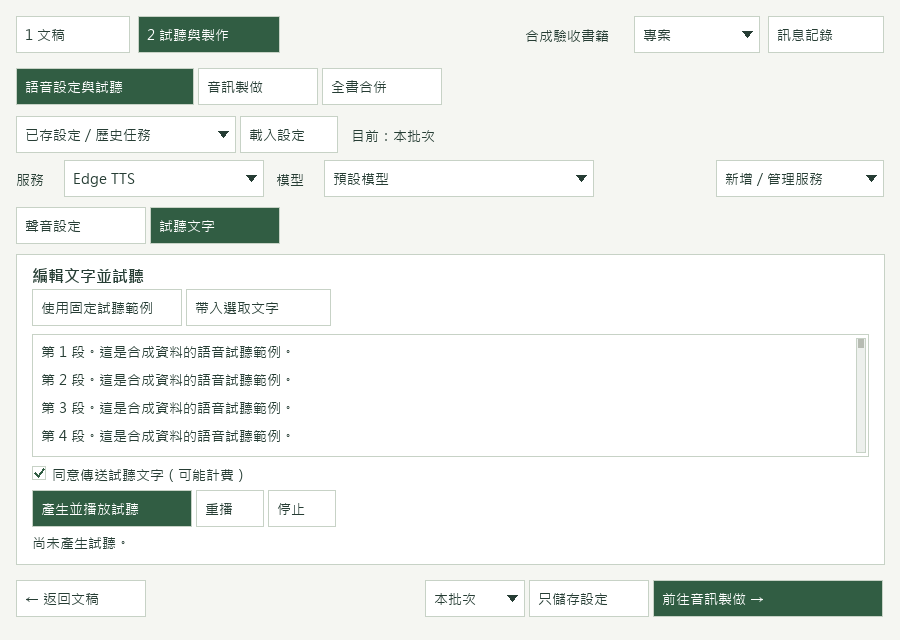 1 文稿 2 試聽與製作 合成驗收書籍 專案 訊息記錄
語音設定與試聽 音訊製做 全書合併
已存設定 / 歷史任務 載入設定 目前：本批次
服務 Edge TTS 模型 預設模型 新增 / 管理服務
聲音設定 試聽文字
編輯文字並試聽
使用固定試聽範例 帶入選取文字
第 1 段。這是合成資料的語音試聽範例。
第 2 段。這是合成資料的語音試聽範例。
第 3 段。這是合成資料的語音試聽範例。
第 4 段。這是合成資料的語音試聽範例。
同意傳送試聽文字（可能計費）
產生並播放試聽 重播 停止
尚未產生試聽。
← 返回文稿 本批次 只儲存設定 前往音訊製做 →